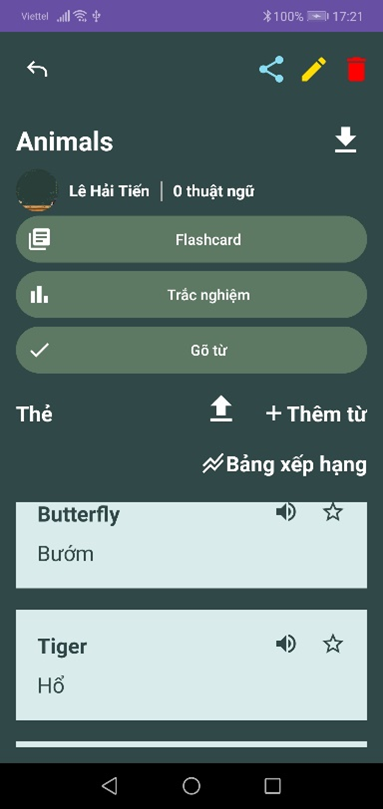 Viettel 100% 17:21
Animals
Lê Hải Tiến | 0 thuật ngữ
Flashcard
Trắc nghiệm
Gõ từ
Thẻ + Thêm từ
Bảng xếp hạng
Butterfly
Bướm
Tiger
Hổ